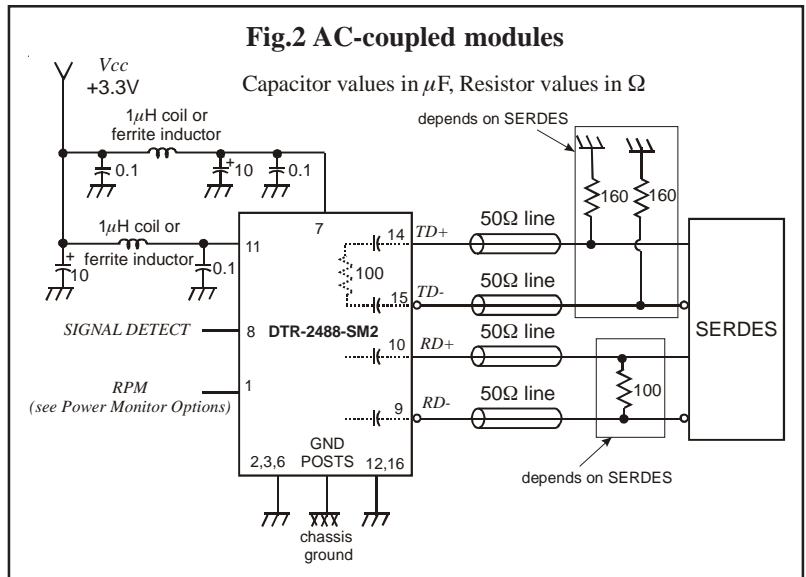 Fig.2 AC-coupled modules
Capacitor values in μF, Resistor values in Ω
Vcc
+3.3V
depends on SERDES
1μH coil or
ferrite inductor
0.1
+
10
0.1
160
160
7
50Ω line
14
TD+
1μH coil or
ferrite inductor
11
+
10
0.1
100
50Ω line
15
TD-
SERDES
SIGNAL DETECT
8
DTR-2488-SM2
50Ω line
10
RD+
RPM
(see Power Monitor Options)
1
100
50Ω line
9
RD-
GND
POSTS
2,3,6
12,16
depends on SERDES
chassis
ground